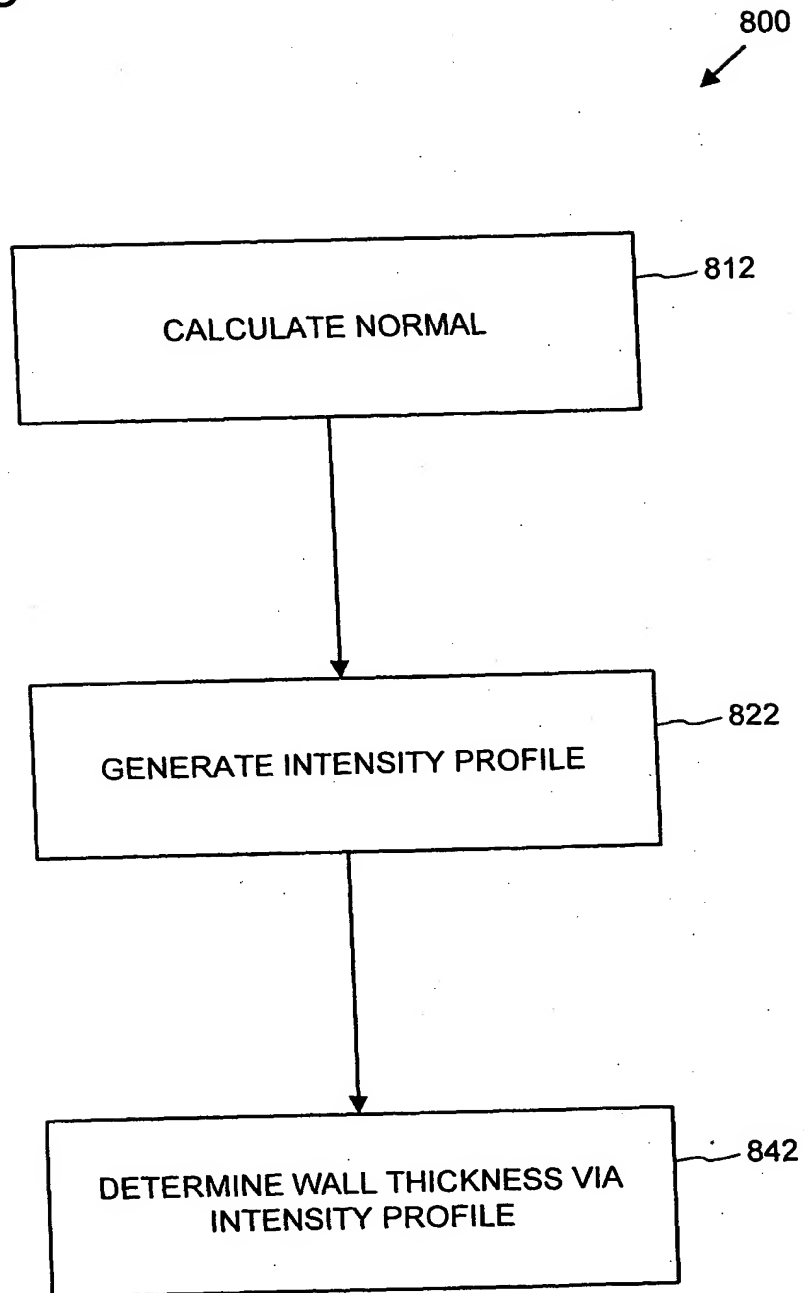 800
CALCULATE NORMAL
812
GENERATE INTENSITY PROFILE
822
DETERMINE WALL THICKNESS VIA
INTENSITY PROFILE
842